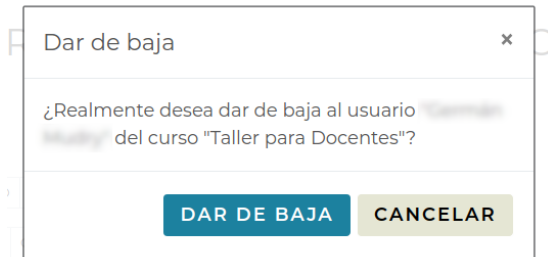 Dar de baja ×
¿Realmente desea dar de baja al usuario
del curso "Taller para Docentes"?
DAR DE BAJA CANCELAR